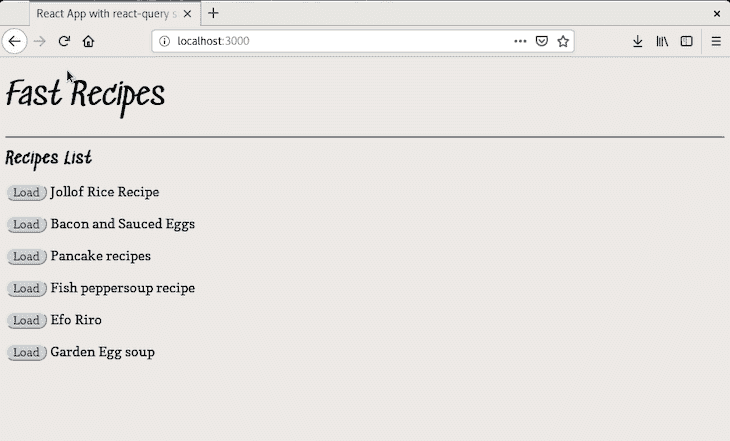 React App with react-query s
localhost:3000
Fast Recipes
Recipes List
Load Jollof Rice Recipe
Load Bacon and Sauced Eggs
Load Pancake recipes
Load Fish peppersoup recipe
Load Efo Riro
Load Garden Egg soup